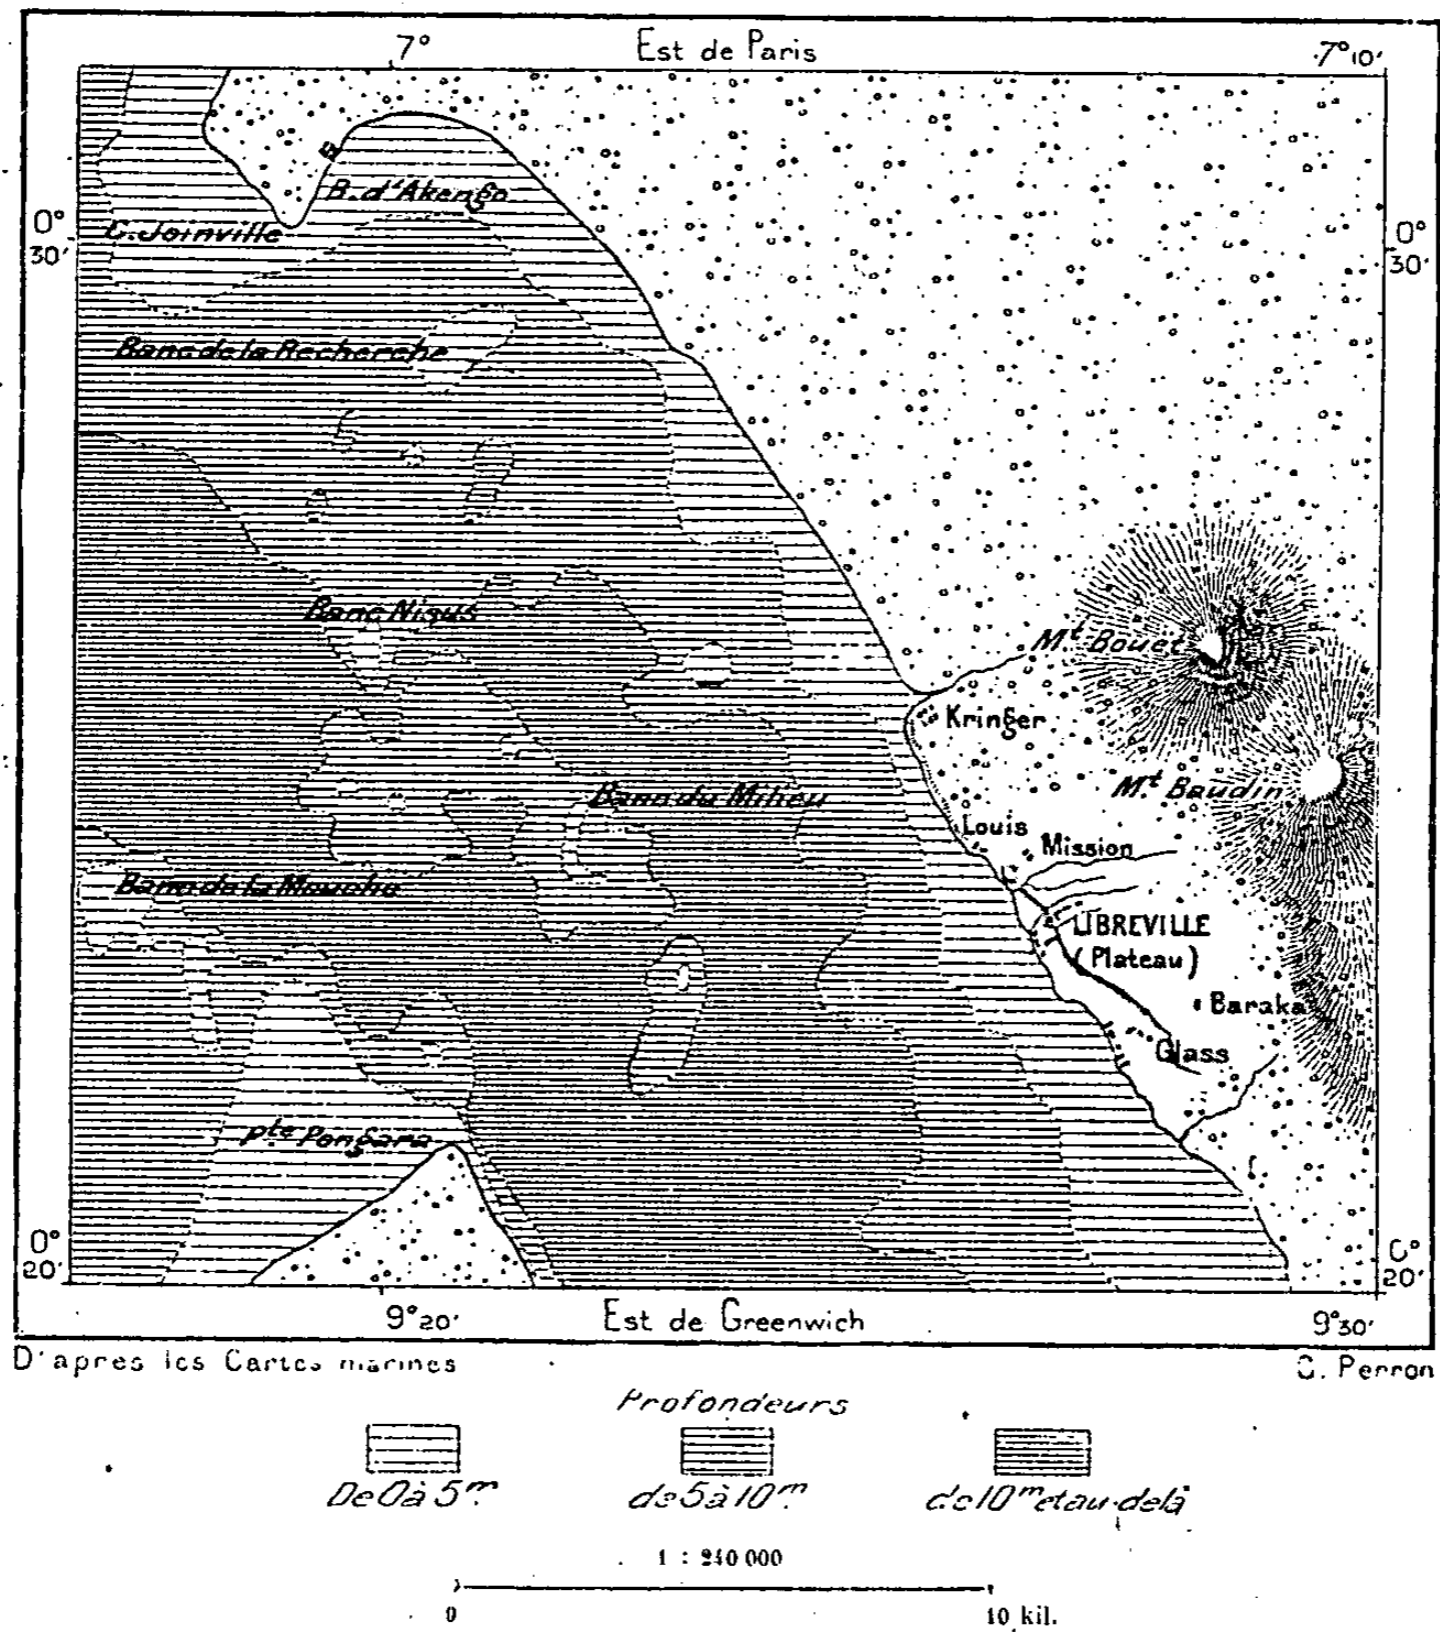 7° Est de Paris 7° 10'
B. d'Akengo
0° 30'
C. Joinville
0° 30'
Banc de la Recherche
Banc Nigus
Mt Bouët
Kringer
Mt Baudin
Banc du Milieu
Louis
Mission
Banc de la Mouche
LIBREVILLE
(Plateau)
Baraka
Glass
Pte Pongara
0° 20'
0° 20'
9° 20' Est de Greenwich 9° 30'
D'après les Cartes marines C. Perron
Profondeurs
De 0 à 5m
de 5 à 10m
de 10m et au-delà
1 : 240 000
0 10 kil.